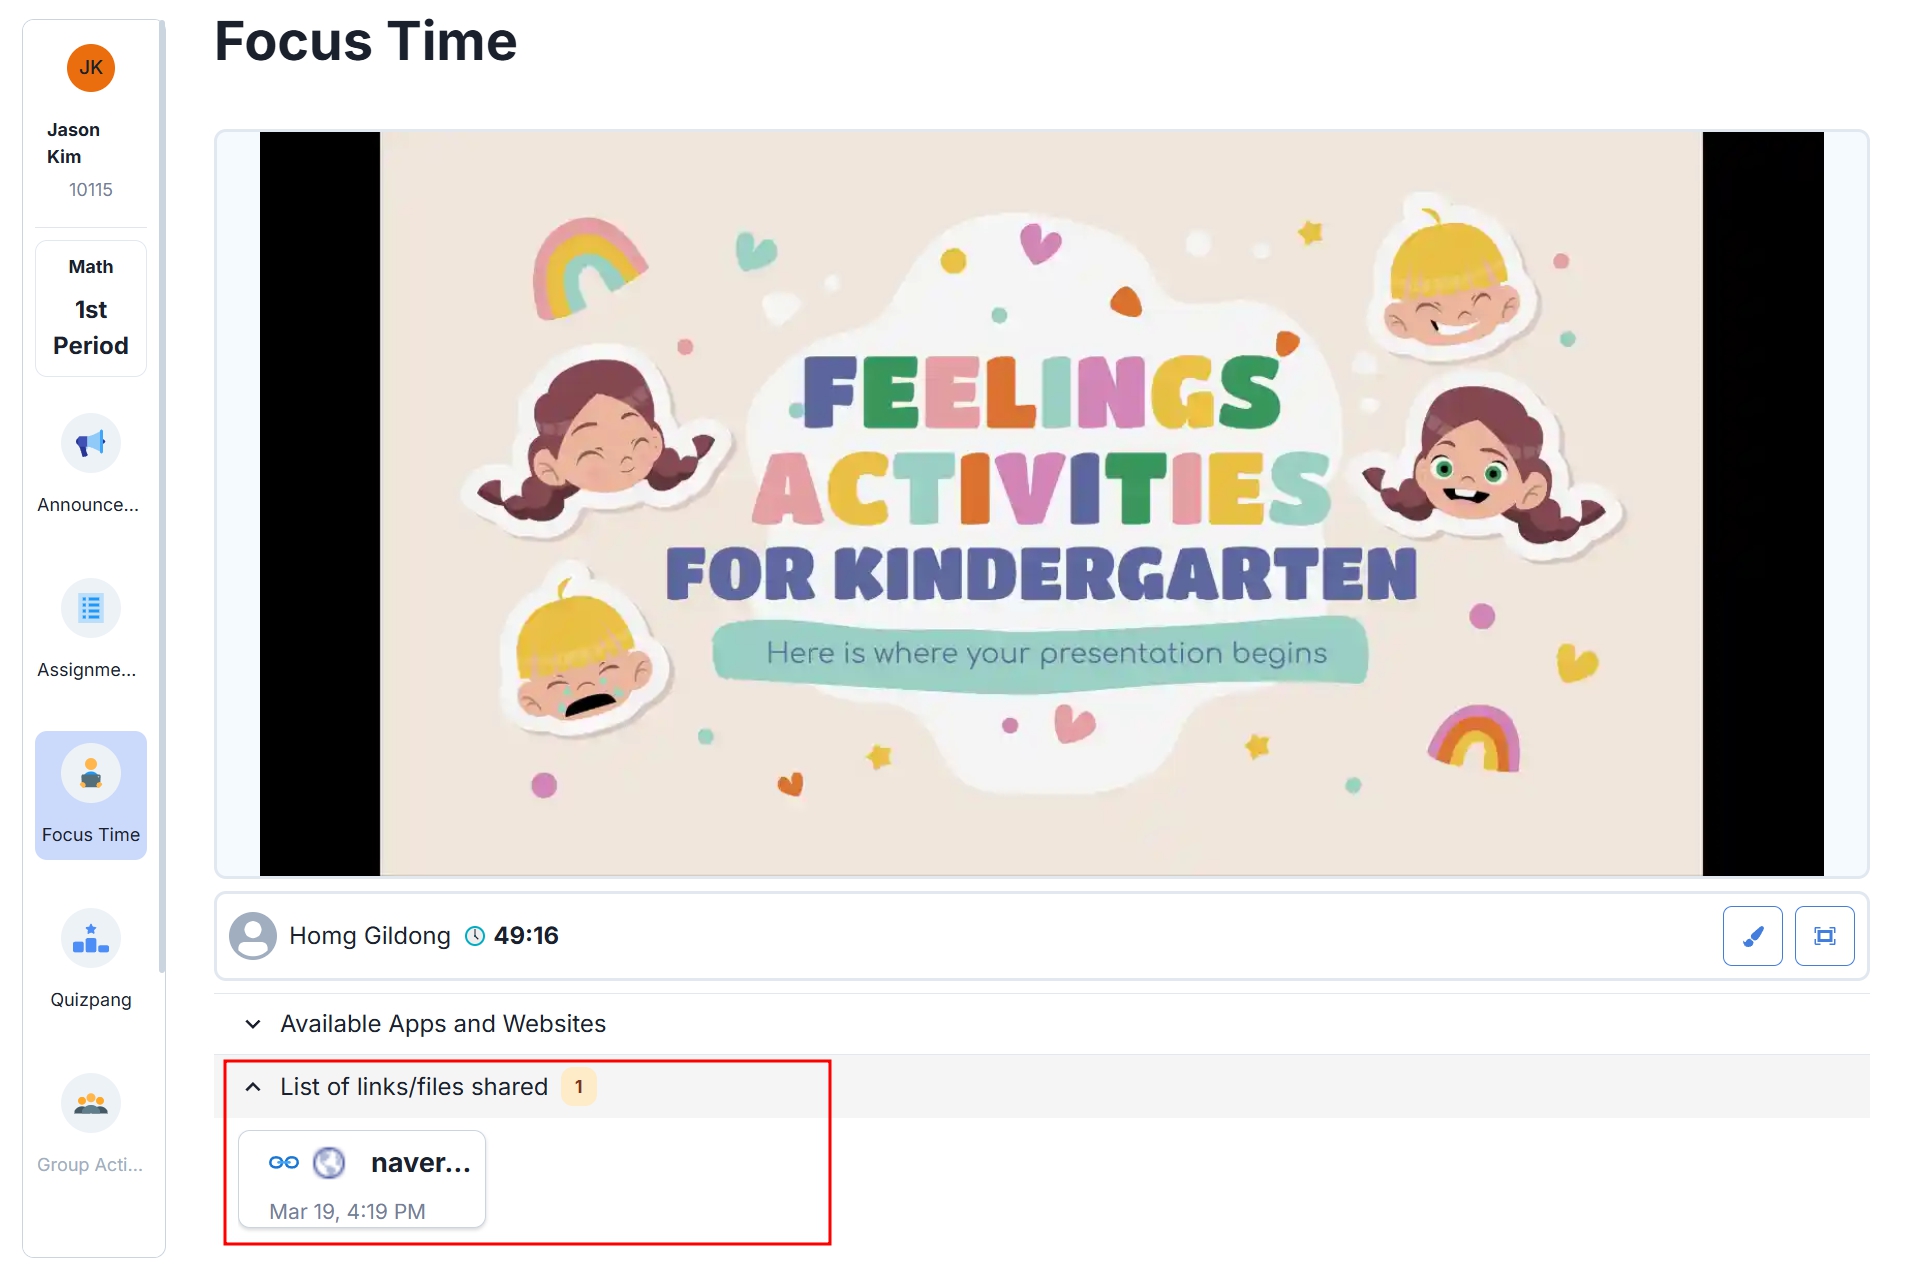 Focus Time
JK
Jason
Kim
10115
Math
1st
Period
Announce...
Assignme...
Focus Time
Quizpang
Group Acti...
FEELINGS
ACTIVITIES
FOR KINDERGARTEN
Here is where your presentation begins
Homg Gildong 49:16
Available Apps and Websites
List of links/files shared 1
naver...
Mar 19, 4:19 PM